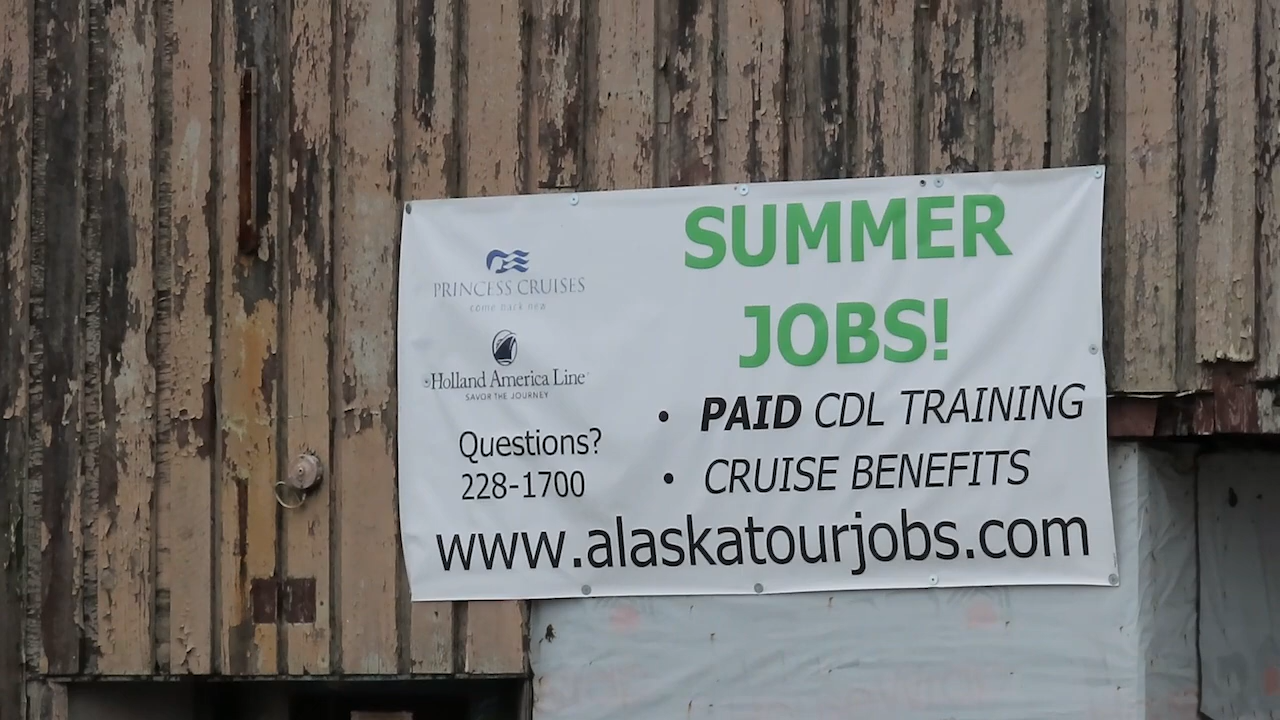 PRINCESS CRUISES
come back new
Holland America Line
SAVOR THE JOURNEY
Questions?
228-1700
SUMMER
JOBS!
• PAID CDL TRAINING
• CRUISE BENEFITS
www.alaskatourjobs.com